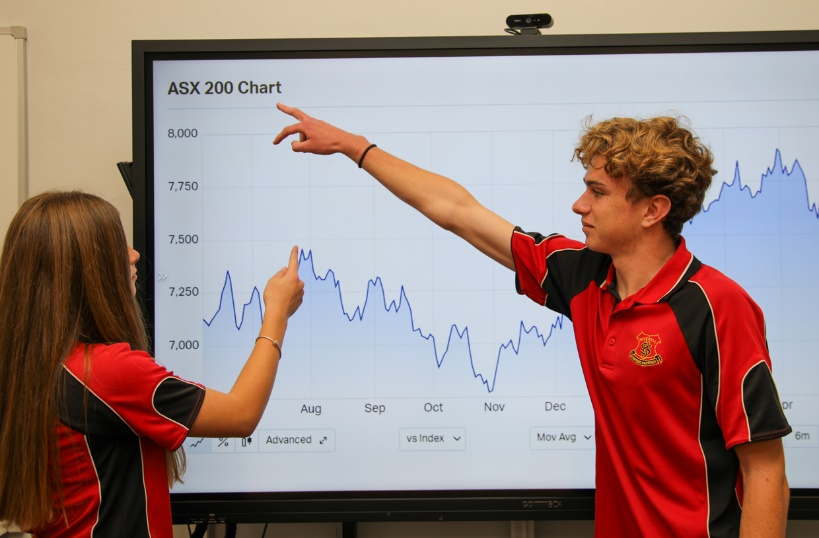 ASX 200 Chart
8,000
7,750
7,500
7,250
7,000
Aug Sep Oct Nov Dec
% Advanced vs Index Mov Avg 6m